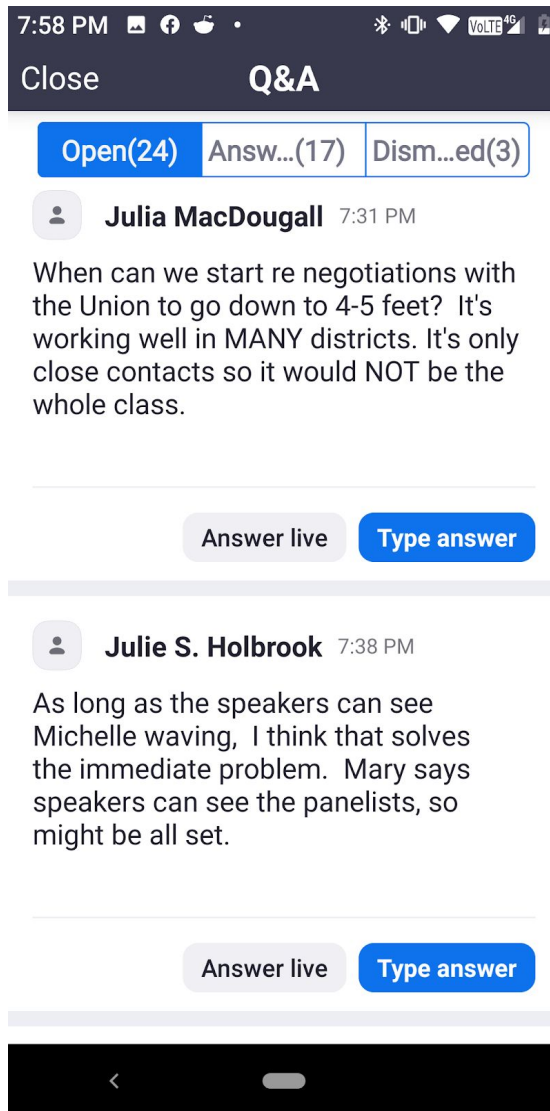 7:58 PM
VoLTE 4G
Close
Q&A
Open(24) Answ...(17) Dism...ed(3)
Julia MacDougall 7:31 PM
When can we start re negotiations with
the Union to go down to 4-5 feet?  It's
working well in MANY districts. It's only
close contacts so it would NOT be the
whole class.
Answer live Type answer
Julie S. Holbrook 7:38 PM
As long as the speakers can see
Michelle waving,  I think that solves
the immediate problem.  Mary says
speakers can see the panelists, so
might be all set.
Answer live Type answer